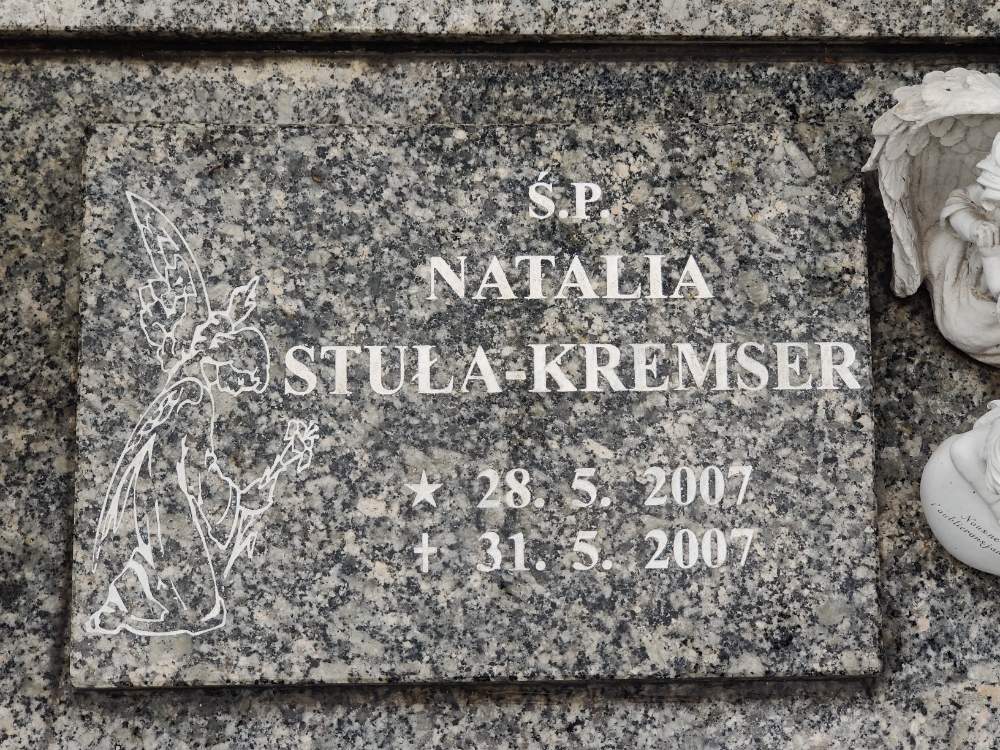 Ś.P.
NATALIA
STUŁA-KREMSER
★ 28. 5. 2007
✝ 31. 5. 2007